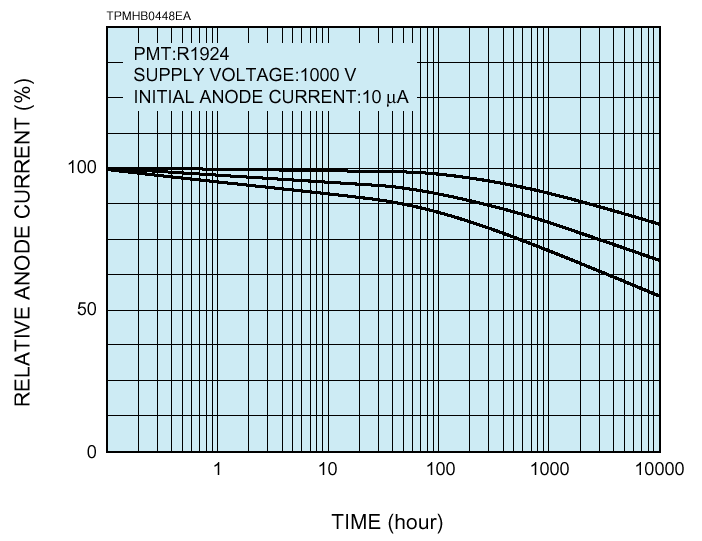 TPMHB0448EA
PMT:R1924
SUPPLY VOLTAGE:1000 V
INITIAL ANODE CURRENT:10 μA
RELATIVE ANODE CURRENT (%)
100
50
0
1 10 100 1000 10000
TIME (hour)